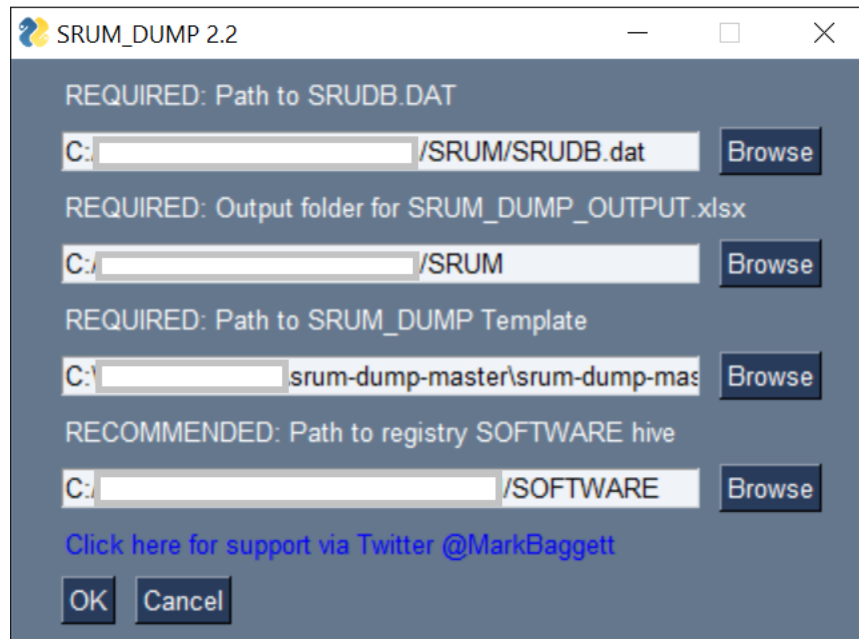 SRUM_DUMP 2.2
REQUIRED: Path to SRUDB.DAT
C:/ /SRUM/SRUDB.dat Browse
REQUIRED: Output folder for SRUM_DUMP_OUTPUT.xlsx
C:/ /SRUM Browse
REQUIRED: Path to SRUM_DUMP Template
C:\ \srum-dump-master\srum-dump-mas Browse
RECOMMENDED: Path to registry SOFTWARE hive
C:/ /SOFTWARE Browse
Click here for support via Twitter @MarkBaggett
OK Cancel